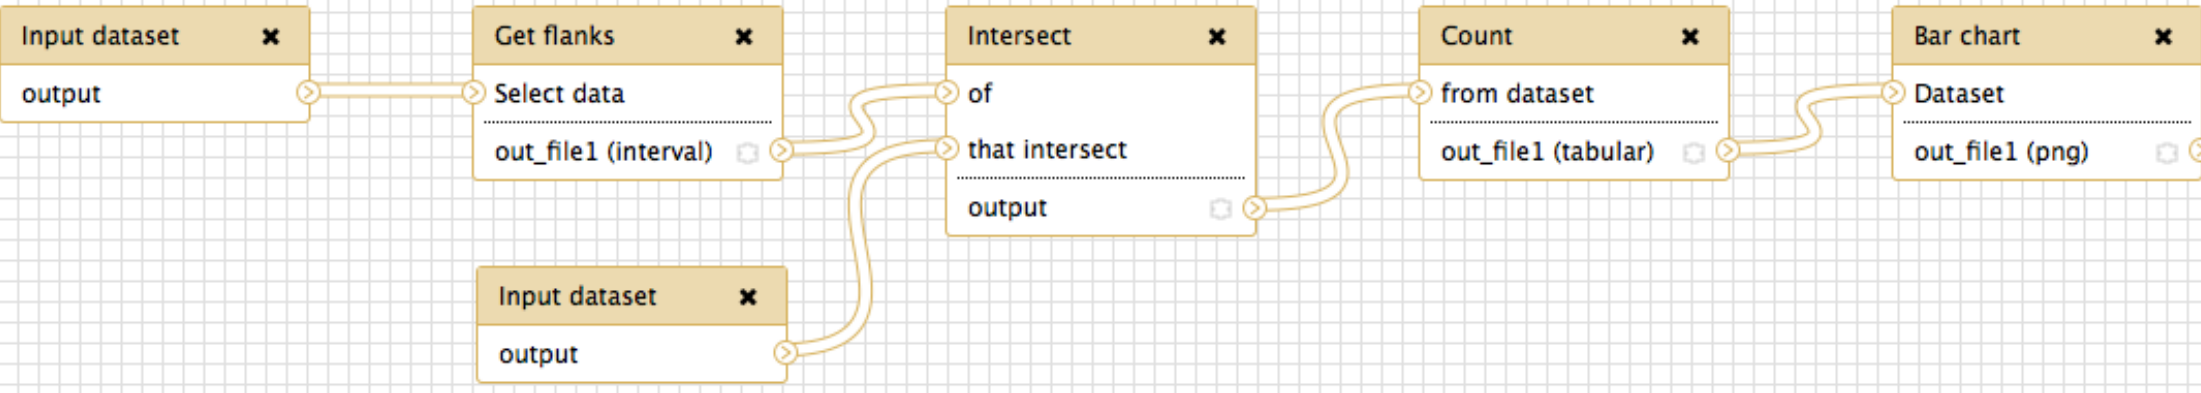 Input dataset
output
Get flanks
Select data
out_file1 (interval)
Input dataset
output
Intersect
of
that intersect
output
Count
from dataset
out_file1 (tabular)
Bar chart
Dataset
out_file1 (png)